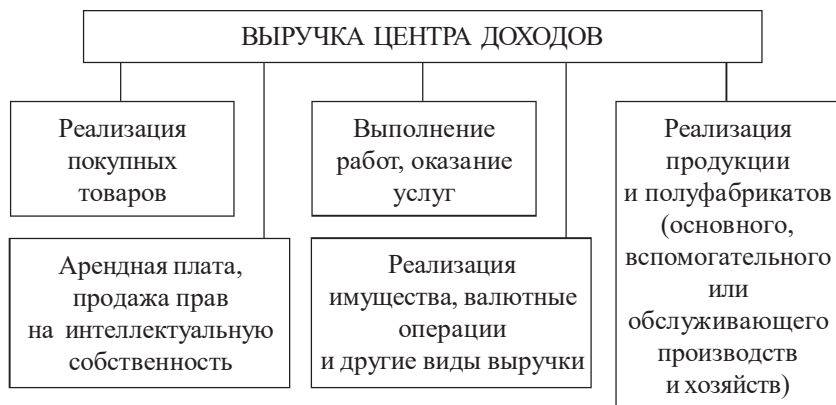 ВЫРУЧКА ЦЕНТРА ДОХОДОВ
Реализация
покупных
товаров
Выполнение
работ, оказание
услуг
Реализация
продукции
и полуфабрикатов
(основного,
вспомогательного
или
обслуживающего
производств
и хозяйств)
Арендная плата,
продажа прав
на интеллектуальную
собственность
Реализация
имущества, валютные
операции
и другие виды выручки